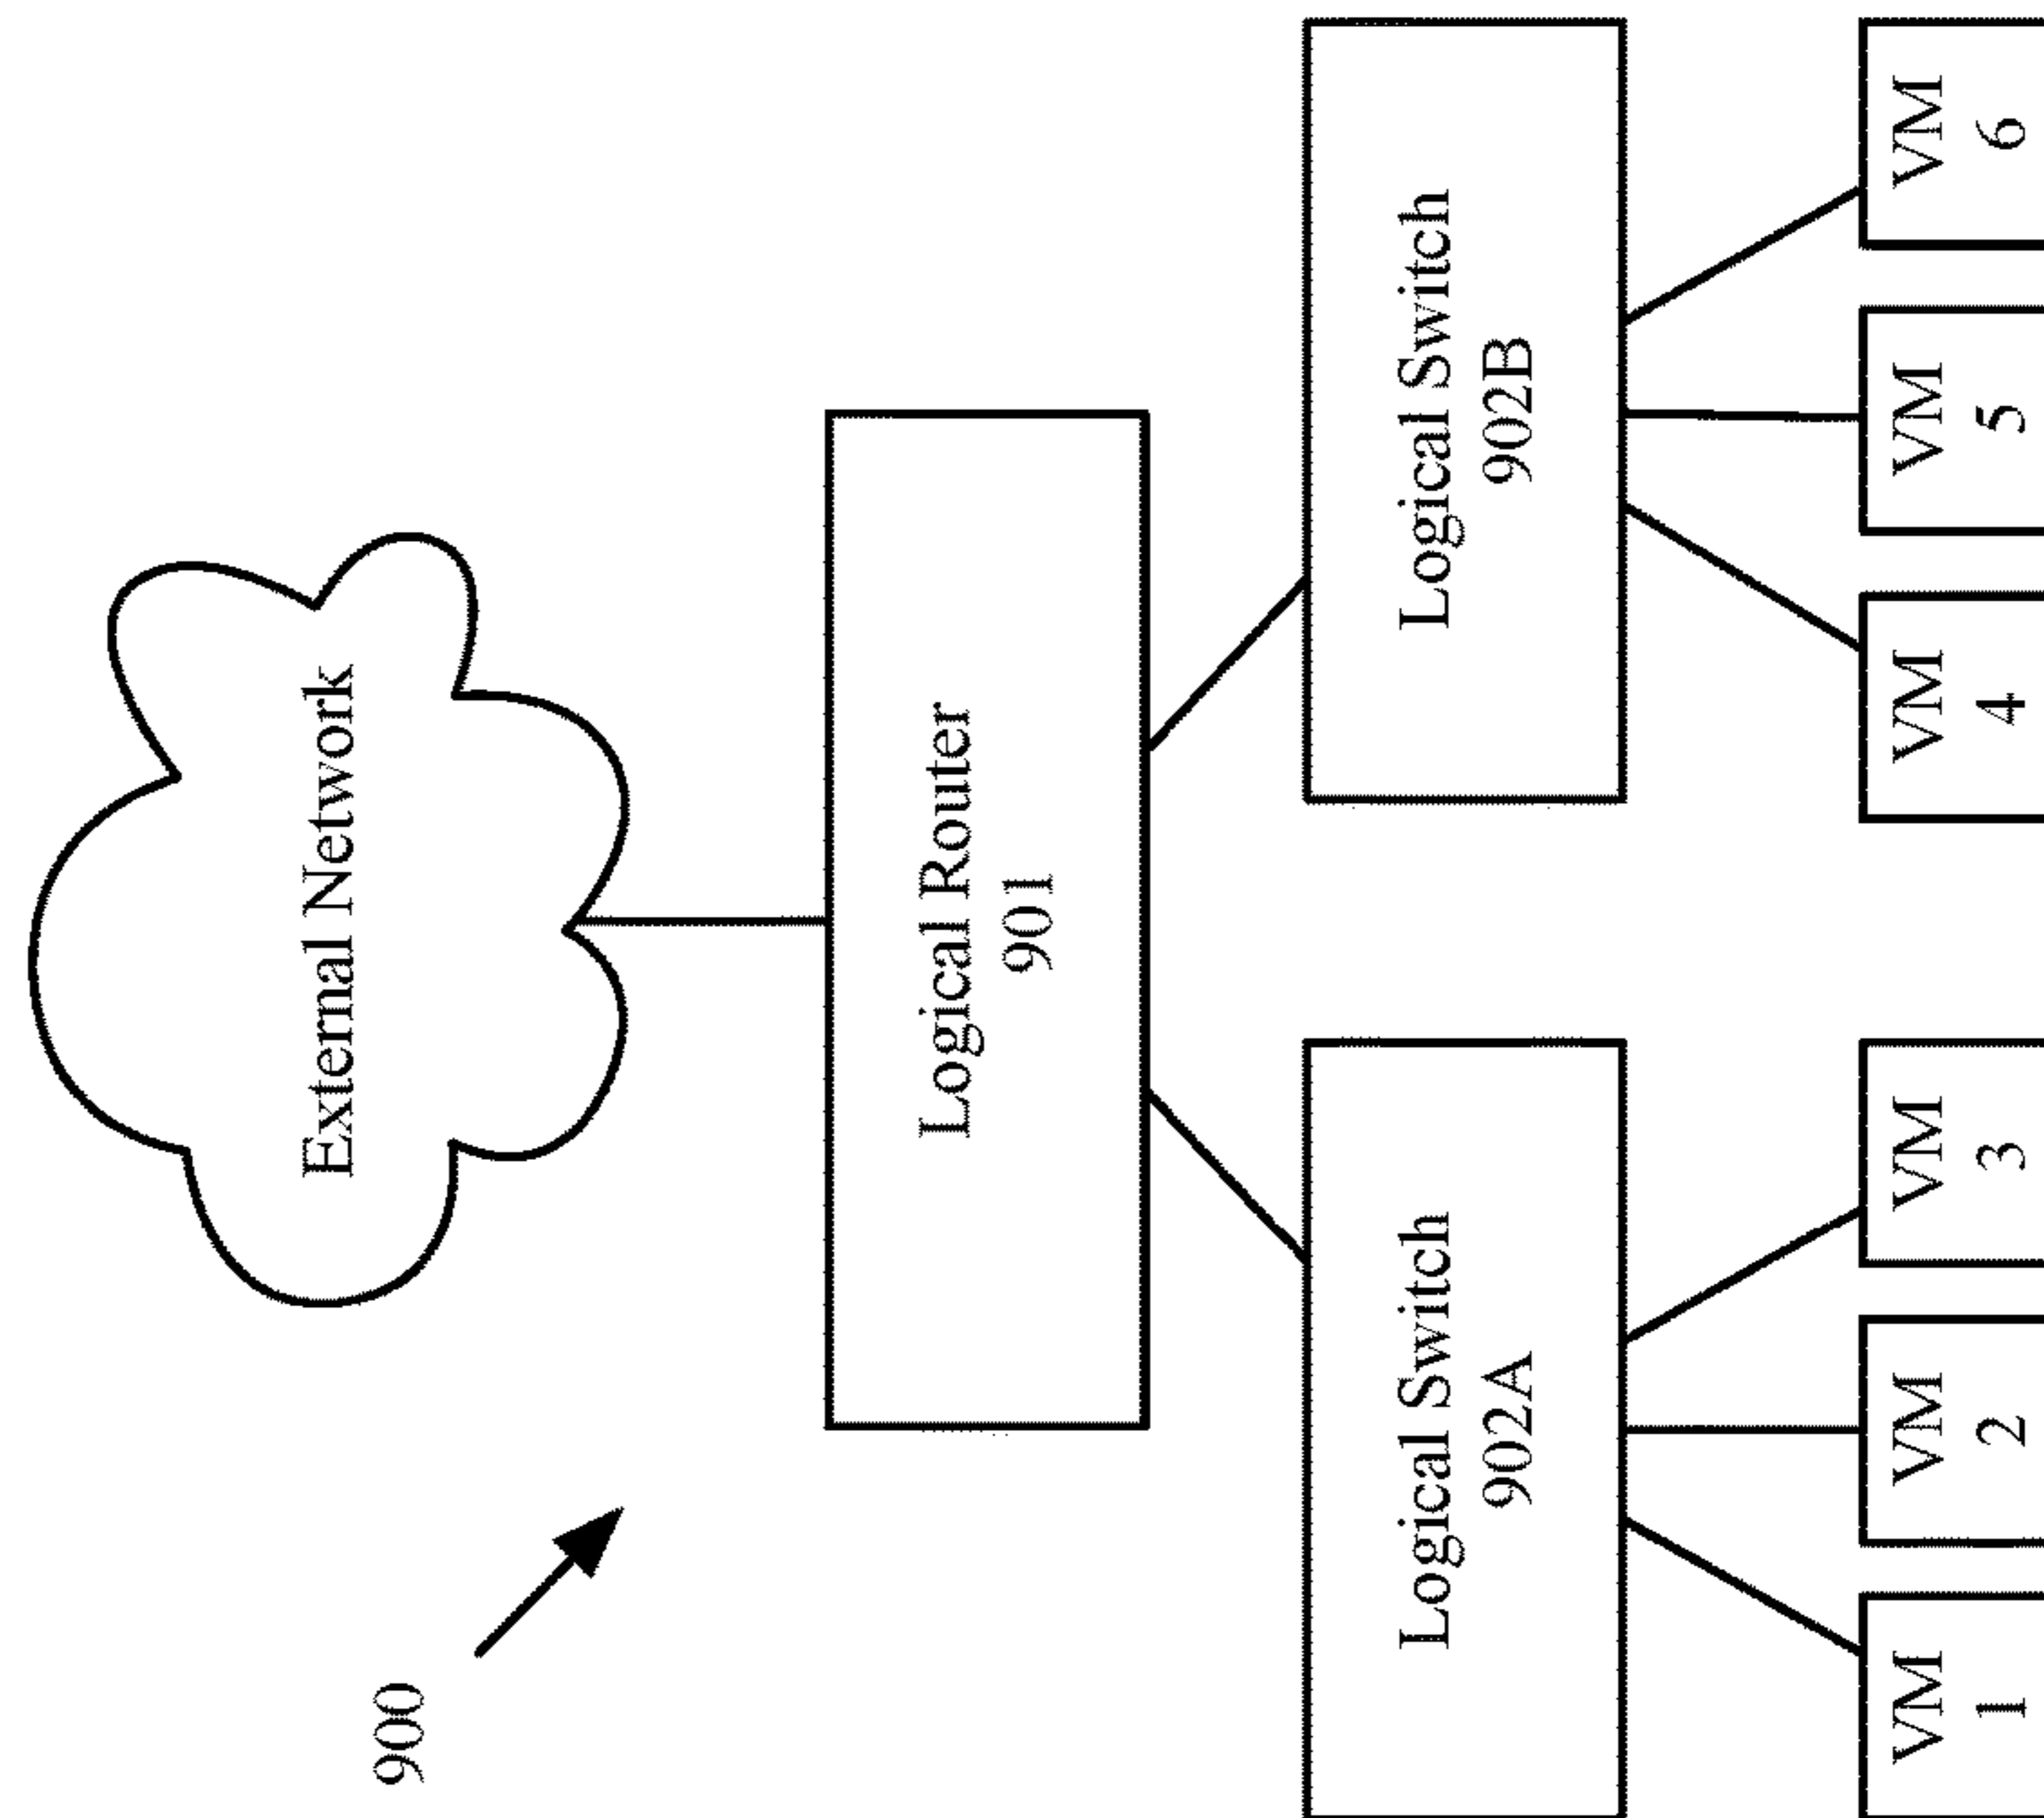 900
External Network
Logical Router
901
Logical Switch
902A
Logical Switch
902B
VM
1
VM
2
VM
3
VM
4
VM
5
VM
6